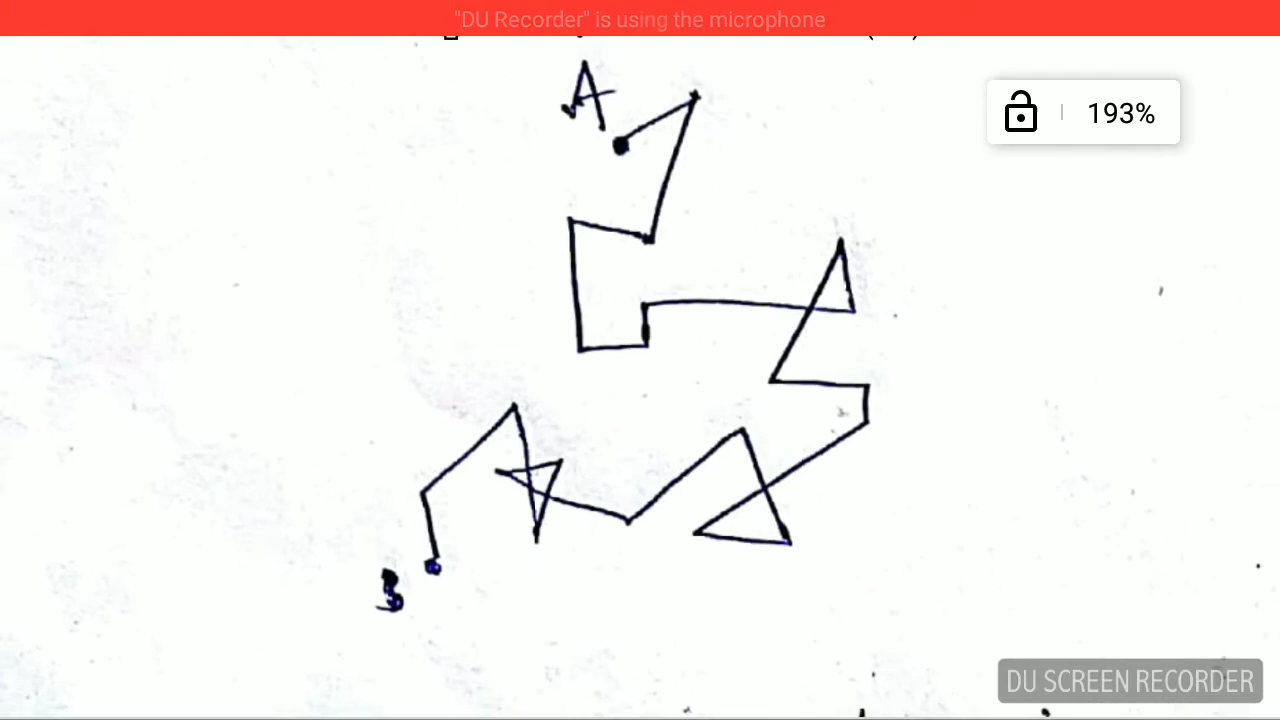 "DU Recorder" is using the microphone
A
193%
B
DU SCREEN RECORDER